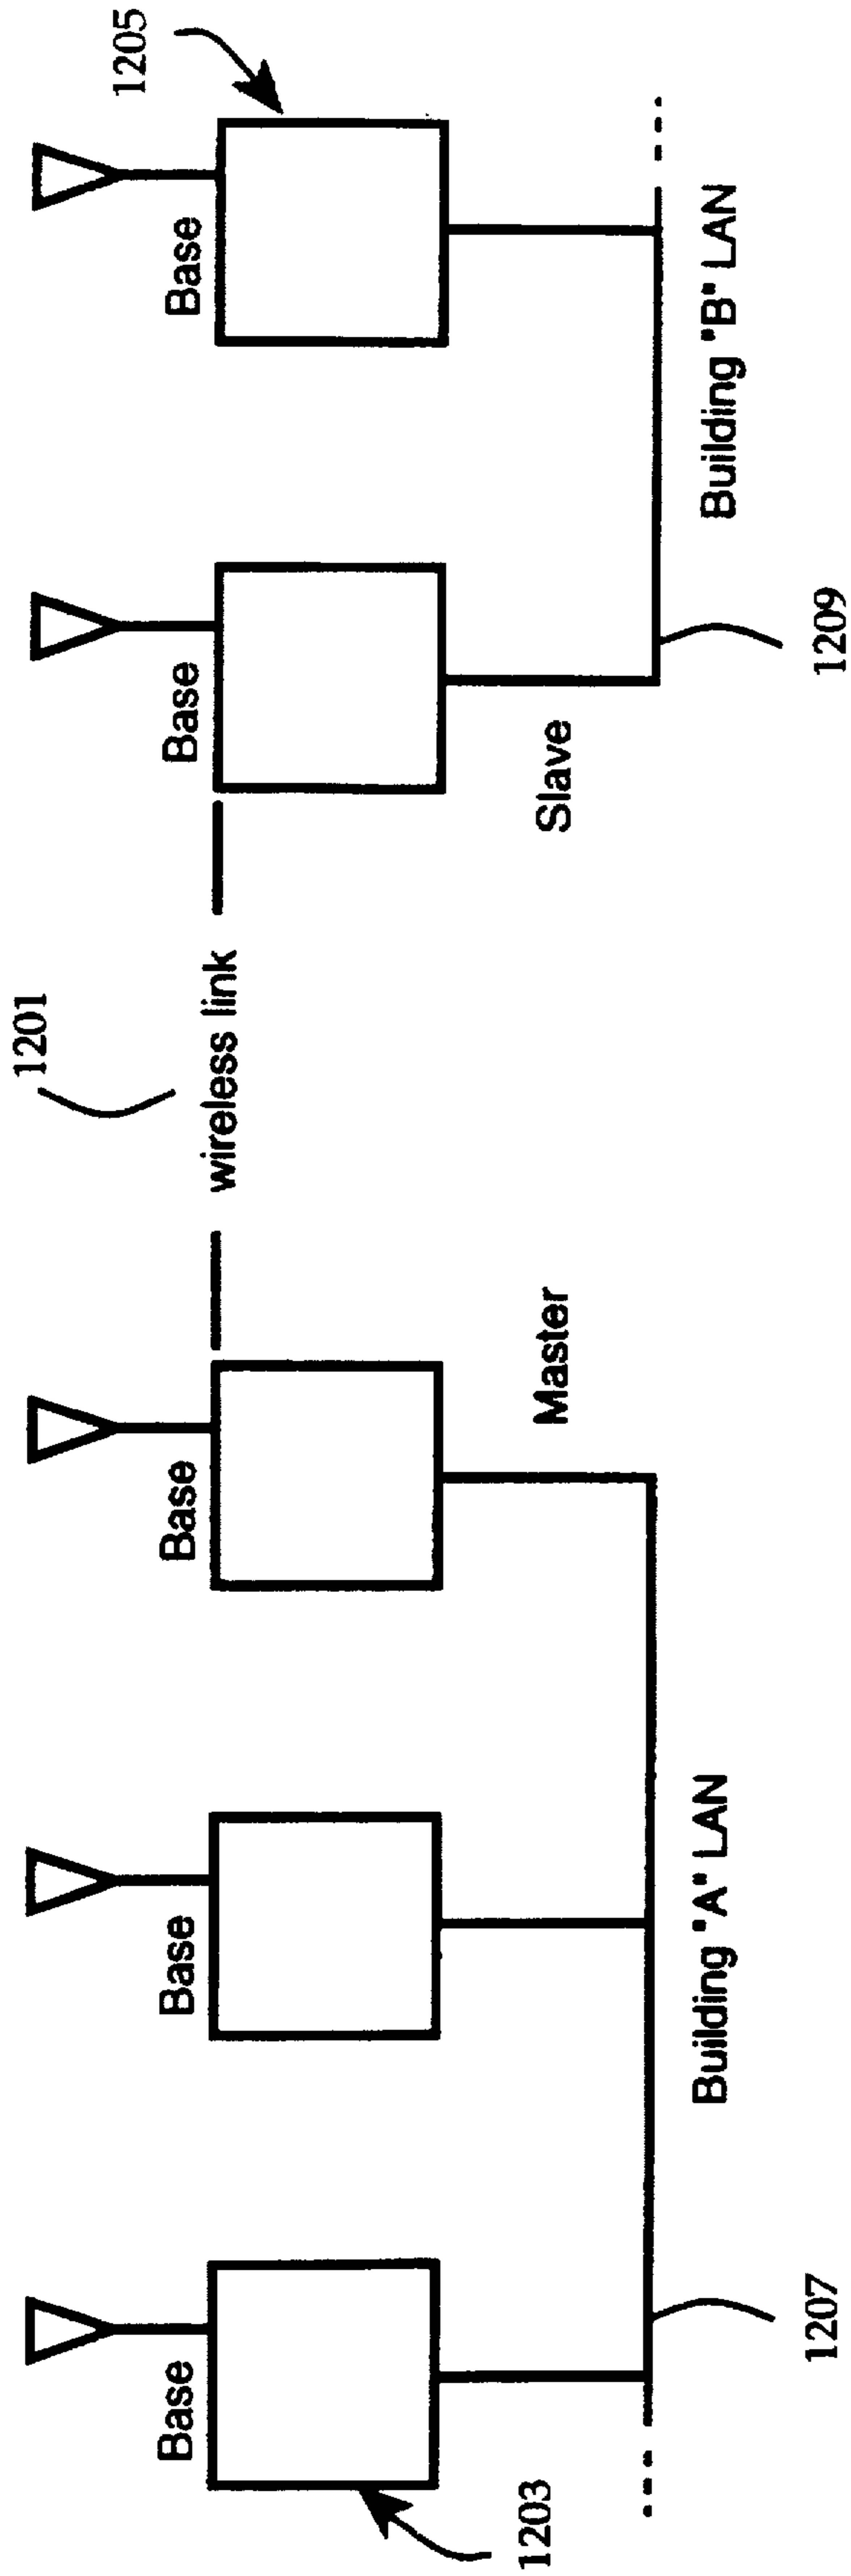 1201
1205
Base
Base
Base
wireless link
Base
Base
1203
Master
Slave
Building "A" LAN
Building "B" LAN
1207
1209